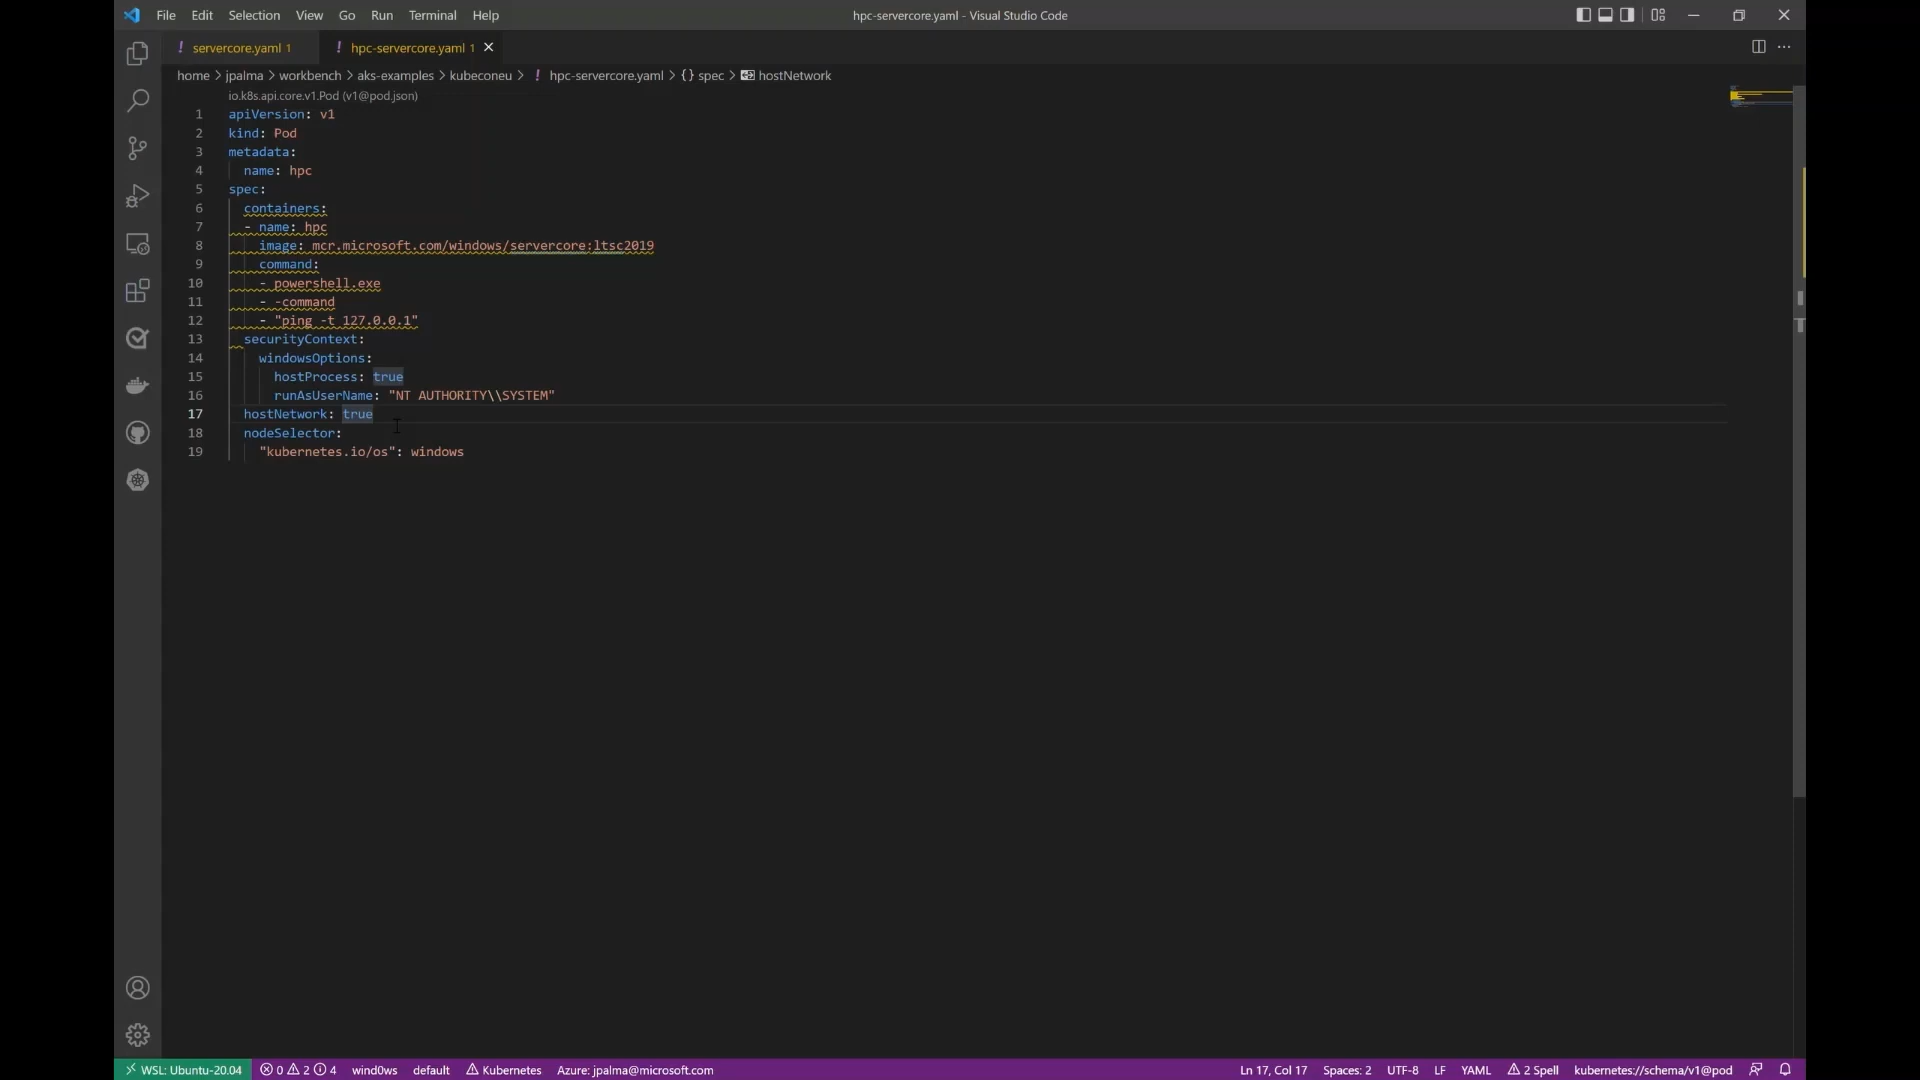 File Edit Selection View Go Run Terminal Help
hpc-servercore.yaml - Visual Studio Code
servercore.yaml 1
hpc-servercore.yaml 1
home > jpalma > workbench > aks-examples > kubeconeu > ! hpc-servercore.yaml > {} spec > hostNetwork
io.k8s.api.core.v1.Pod (v1@pod.json)
1 apiVersion: v1
2 kind: Pod
3 metadata:
4 name: hpc
5 spec:
6 containers:
7 - name: hpc
8 image: mcr.microsoft.com/windows/servercore:ltsc2019
9 command:
10 - powershell.exe
11 - -command
12 - "ping -t 127.0.0.1"
13 securityContext:
14 windowsOptions:
15 hostProcess: true
16 runAsUserName: "NT AUTHORITY\\SYSTEM"
17 hostNetwork: true
18 nodeSelector:
19 "kubernetes.io/os": windows
WSL: Ubuntu-20.04 0 2 4 wind0ws default Kubernetes Azure: jpalma@microsoft.com Ln 17, Col 17 Spaces: 2 UTF-8 LF YAML 2 Spell kubernetes://schema/v1@pod